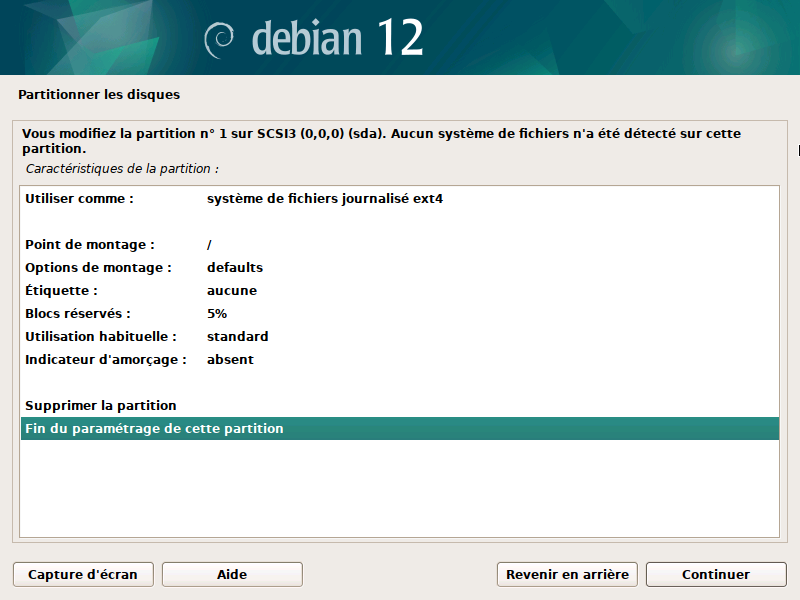 debian 12
Partitionner les disques
Vous modifiez la partition n° 1 sur SCSI3 (0,0,0) (sda). Aucun système de fichiers n'a été détecté sur cette
partition.
Caractéristiques de la partition :
Utiliser comme : système de fichiers journalisé ext4
Point de montage : /
Options de montage : defaults
Étiquette : aucune
Blocs réservés : 5%
Utilisation habituelle : standard
Indicateur d'amorçage : absent
Supprimer la partition
Fin du paramétrage de cette partition
Capture d'écran Aide Revenir en arrière Continuer